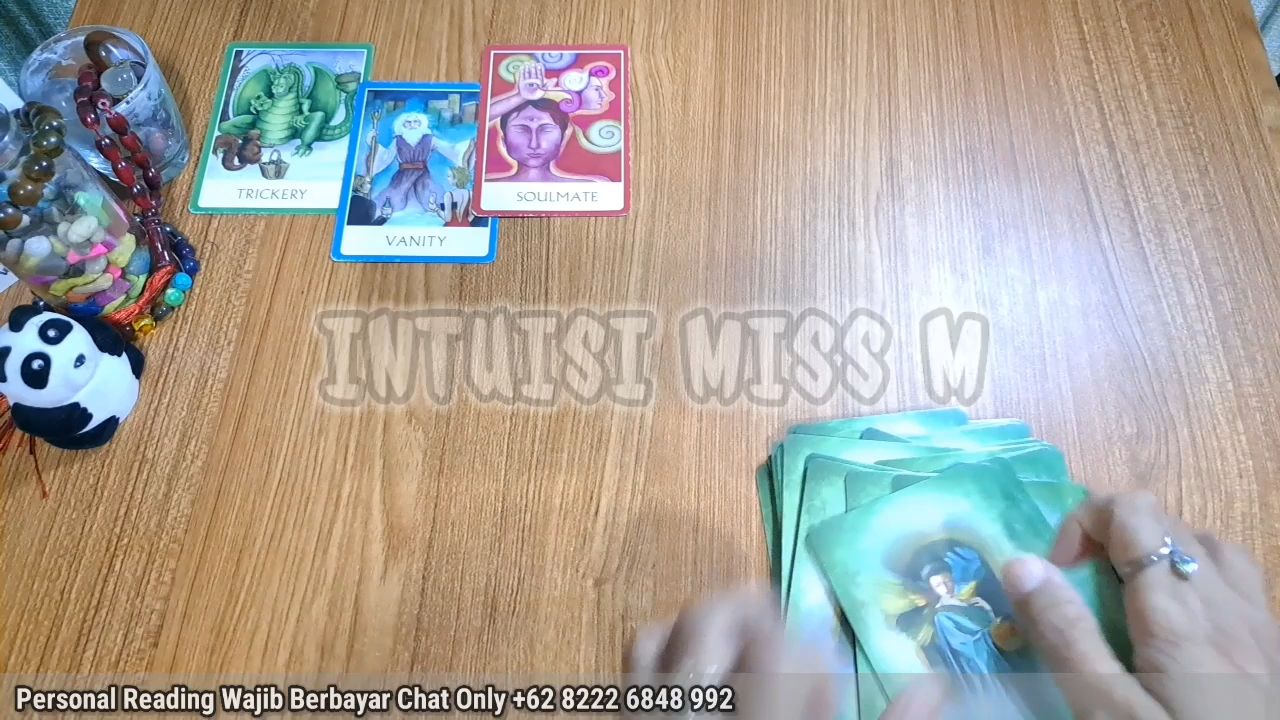 TRICKERY
VANITY
SOULMATE
INTUISI MISS M
Personal Reading Wajib Berbayar Chat Only +62 8222 6848 992